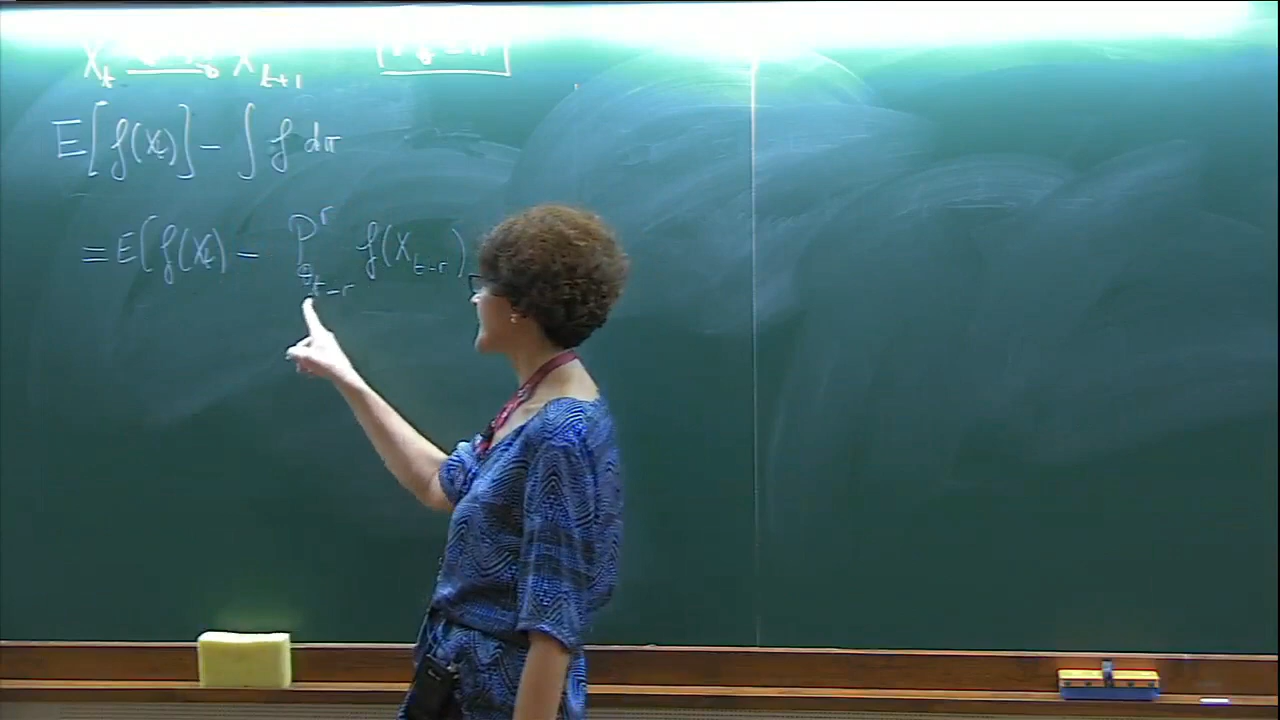 X_t X_{t+1}
E[f(X_t)] - ∫ f dπ
= E(f(X_t) - P^r_{θ_{t-r}} f(X_{t-r})